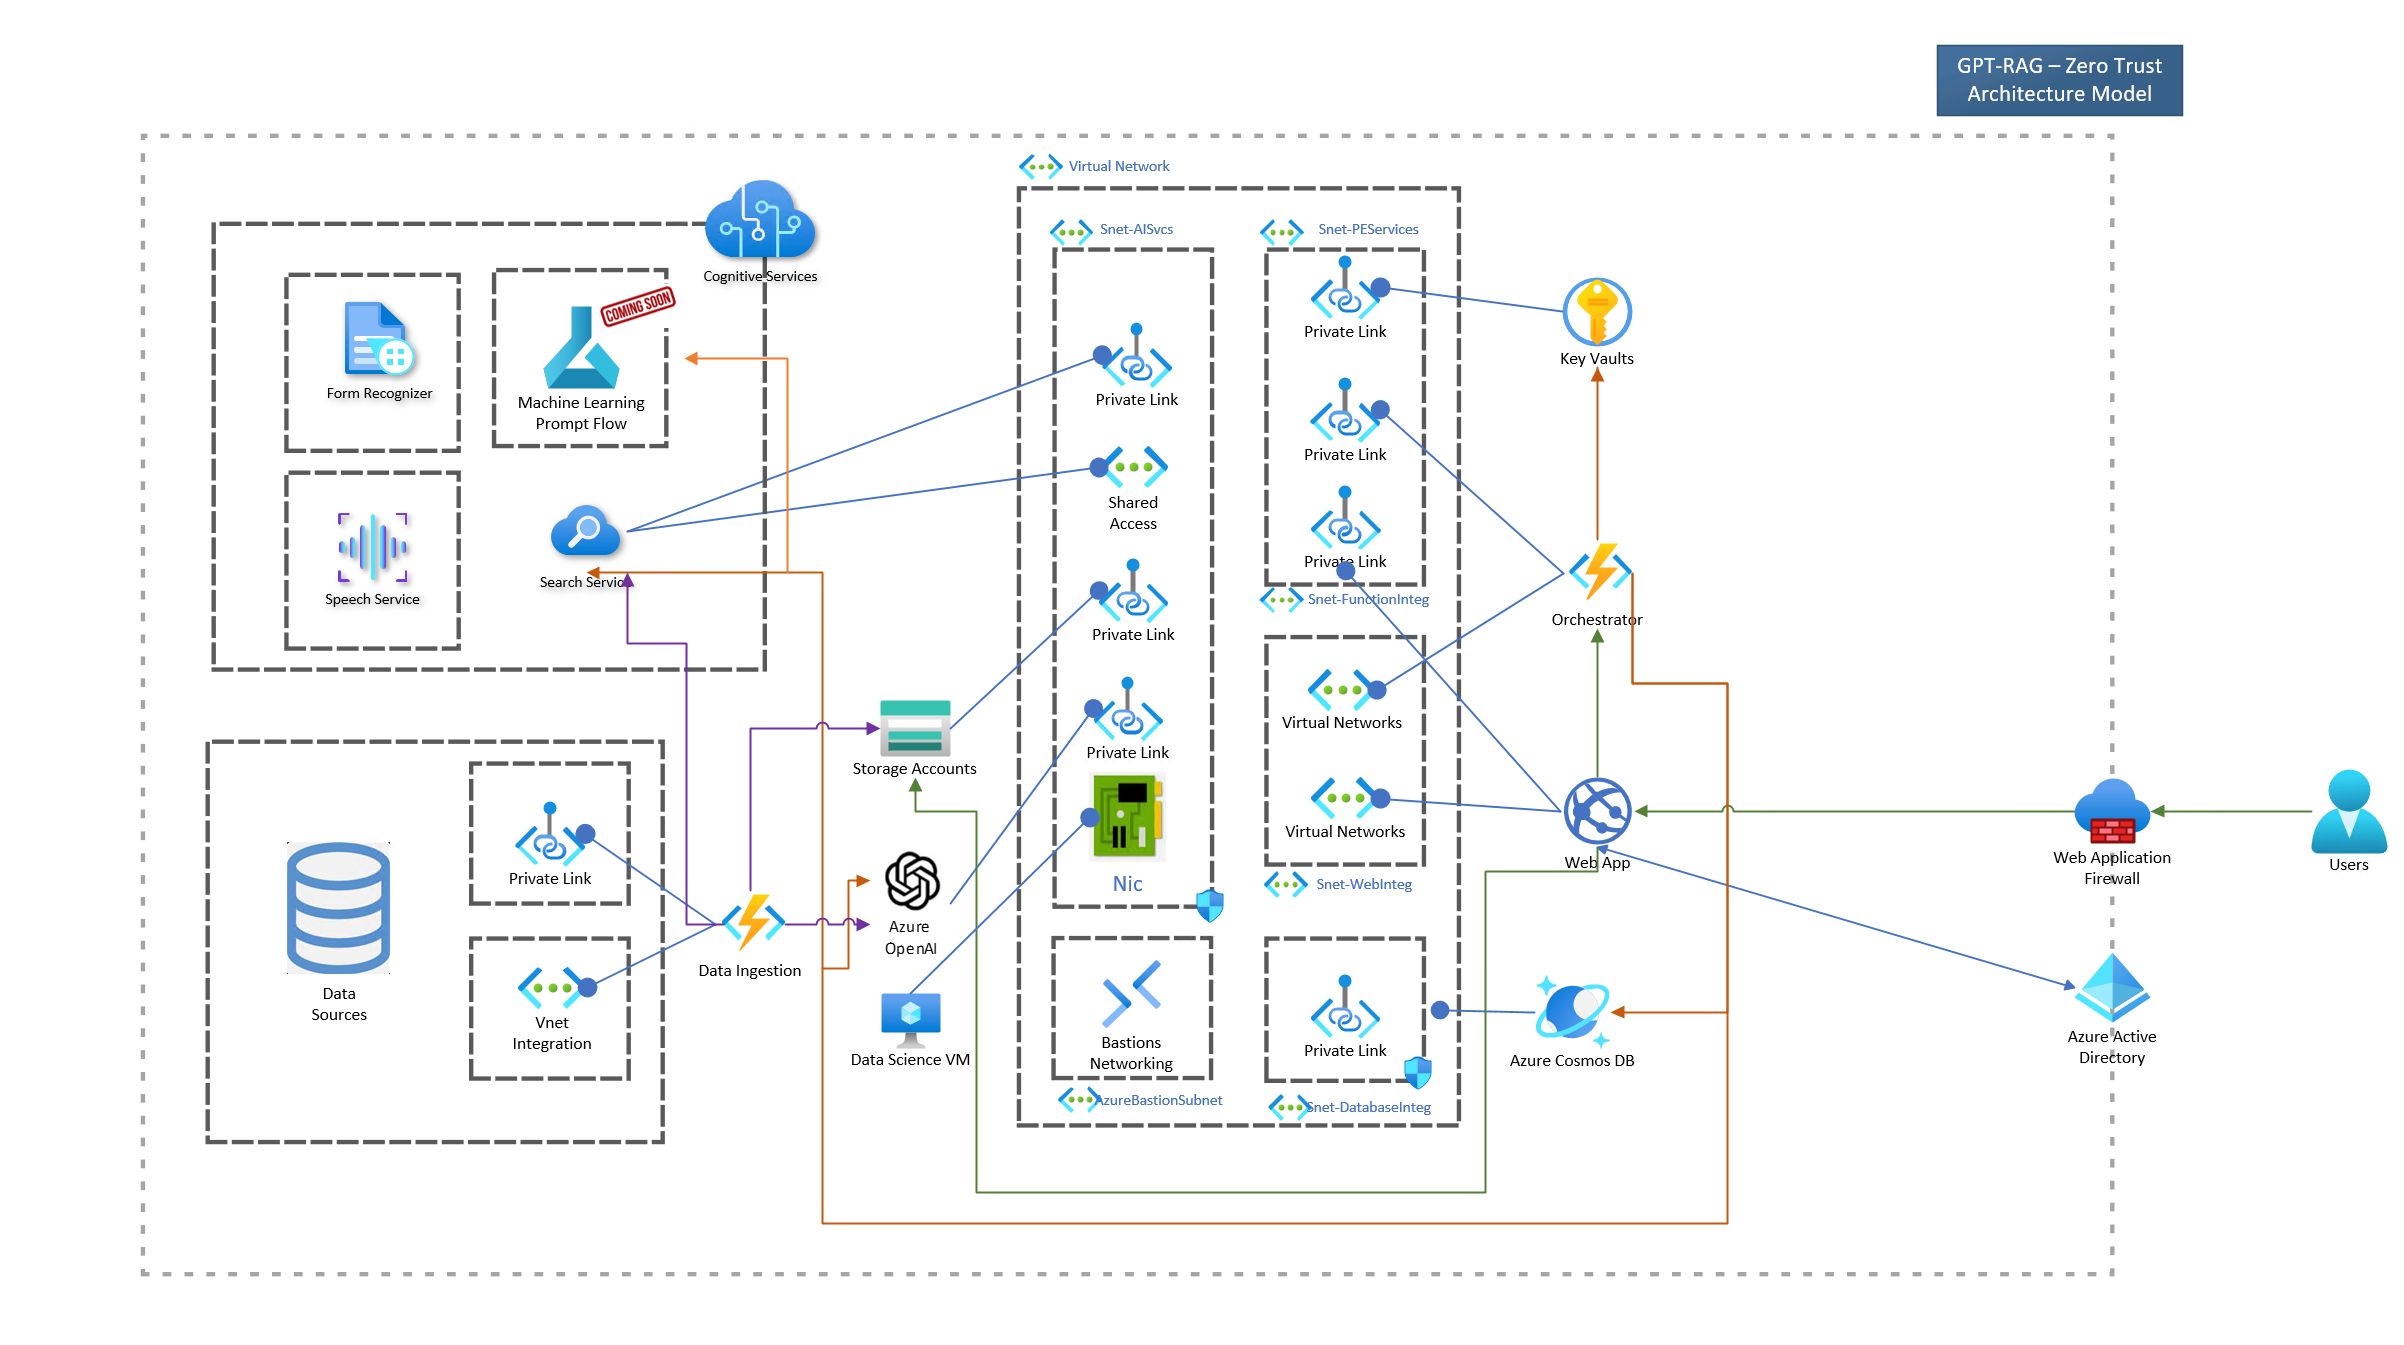 GPT-RAG – Zero Trust
Architecture Model
Virtual Network
Cognitive Services
Form Recognizer
COMING SOON
Machine Learning
Prompt Flow
Speech Service
Search Service
Snet-AISvcs
Private Link
Shared
Access
Private Link
Private Link
Nic
Snet-PEServices
Private Link
Private Link
Private Link
Snet-FunctionInteg
Virtual Networks
Virtual Networks
Snet-WebInteg
Key Vaults
Orchestrator
Web App
Web Application
Firewall
Users
Storage Accounts
Data
Sources
Private Link
Vnet
Integration
Data Ingestion
Azure
OpenAI
Data Science VM
Bastions
Networking
AzureBastionSubnet
Private Link
Snet-DatabaseInteg
Azure Cosmos DB
Azure Active
Directory